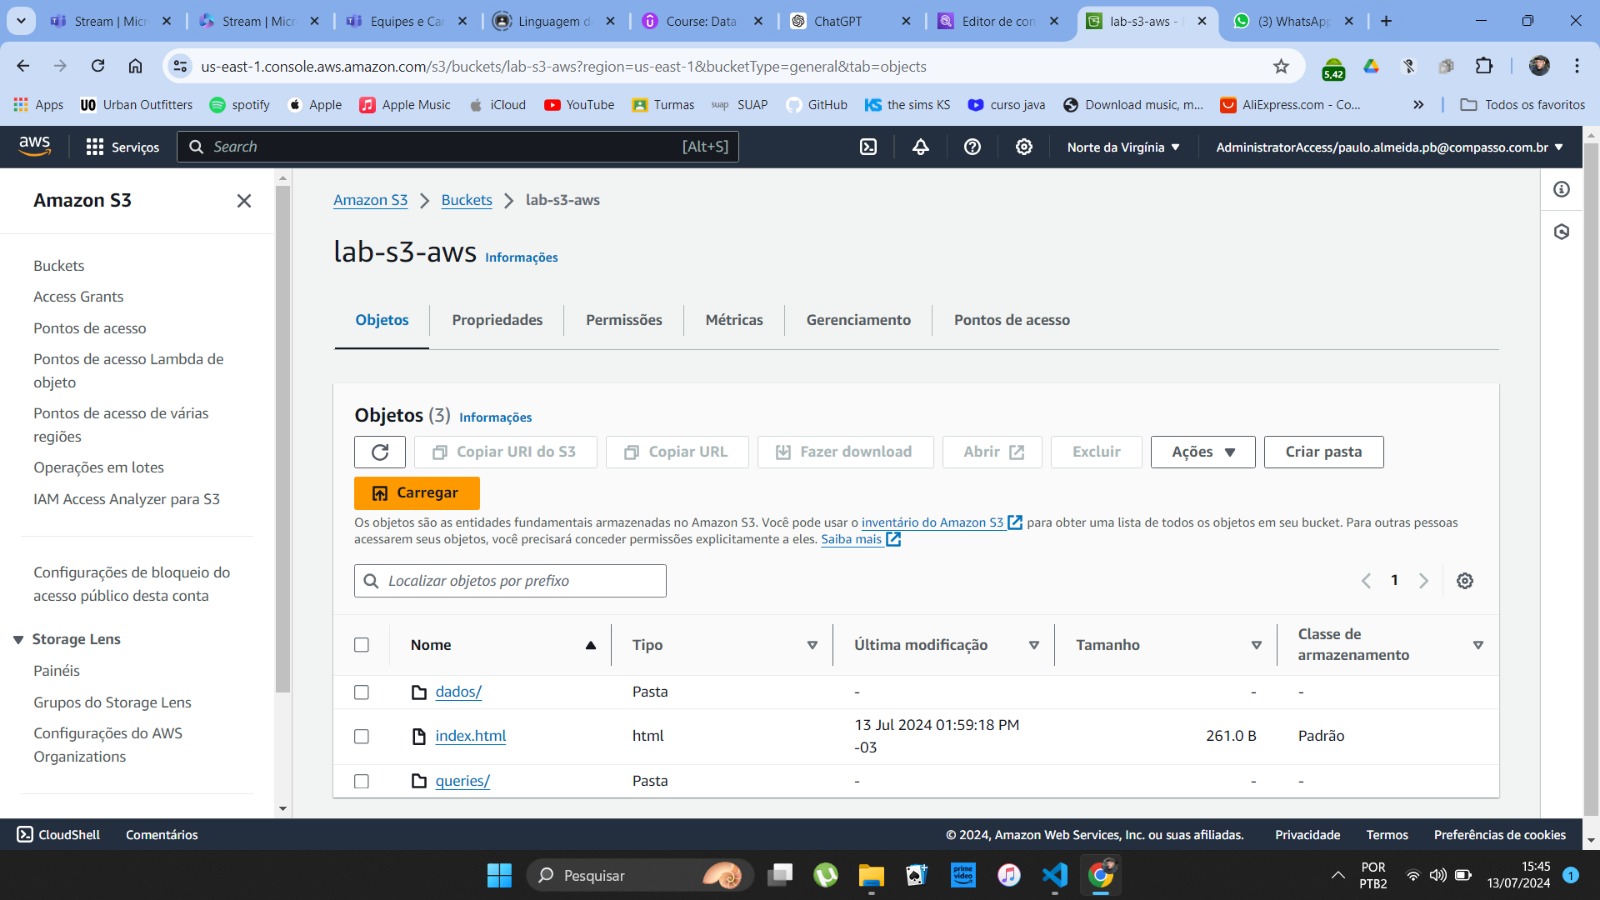 Stream | Micr
Stream | Micr
Equipes e Car
Linguagem d
Course: Data
ChatGPT
Editor de con
lab-s3-aws -
(3) WhatsApp
us-east-1.console.aws.amazon.com/s3/buckets/lab-s3-aws?region=us-east-1&bucketType=general&tab=objects
5,42
Apps
UO Urban Outfitters
spotify
Apple
Apple Music
iCloud
YouTube
Turmas
suap SUAP
GitHub
KS the sims KS
curso java
Download music, m...
AliExpress.com - Co...
»
Todos os favoritos
aws
Serviços
Search
[Alt+S]
Norte da Virgínia
AdministratorAccess/paulo.almeida.pb@compasso.com.br
Amazon S3
Buckets
Access Grants
Pontos de acesso
Pontos de acesso Lambda de
objeto
Pontos de acesso de várias
regiões
Operações em lotes
IAM Access Analyzer para S3
Configurações de bloqueio do
acesso público desta conta
Storage Lens
Painéis
Grupos do Storage Lens
Configurações do AWS
Organizations
Amazon S3 > Buckets > lab-s3-aws
lab-s3-aws Informações
Objetos
Propriedades
Permissões
Métricas
Gerenciamento
Pontos de acesso
Objetos (3) Informações
Copiar URI do S3
Copiar URL
Fazer download
Abrir
Excluir
Ações
Criar pasta
Carregar
Os objetos são as entidades fundamentais armazenadas no Amazon S3. Você pode usar o inventário do Amazon S3 para obter uma lista de todos os objetos em seu bucket. Para outras pessoas
acessarem seus objetos, você precisará conceder permissões explicitamente a eles. Saiba mais
Localizar objetos por prefixo
1
Nome
Tipo
Última modificação
Tamanho
Classe de
armazenamento
dados/ Pasta - - -
index.html html 13 Jul 2024 01:59:18 PM
-03
261.0 B Padrão
queries/ Pasta - - -
CloudShell
Comentários
© 2024, Amazon Web Services, Inc. ou suas afiliadas.
Privacidade
Termos
Preferências de cookies
Pesquisar
prime video
POR
PTB2
15:45
13/07/2024
1